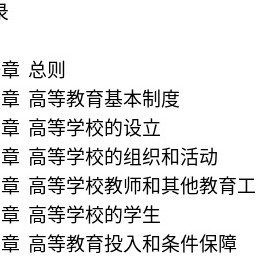 录
章 总则
章 高等教育基本制度
章 高等学校的设立
章 高等学校的组织和活动
章 高等学校教师和其他教育工
章 高等学校的学生
章 高等教育投入和条件保障